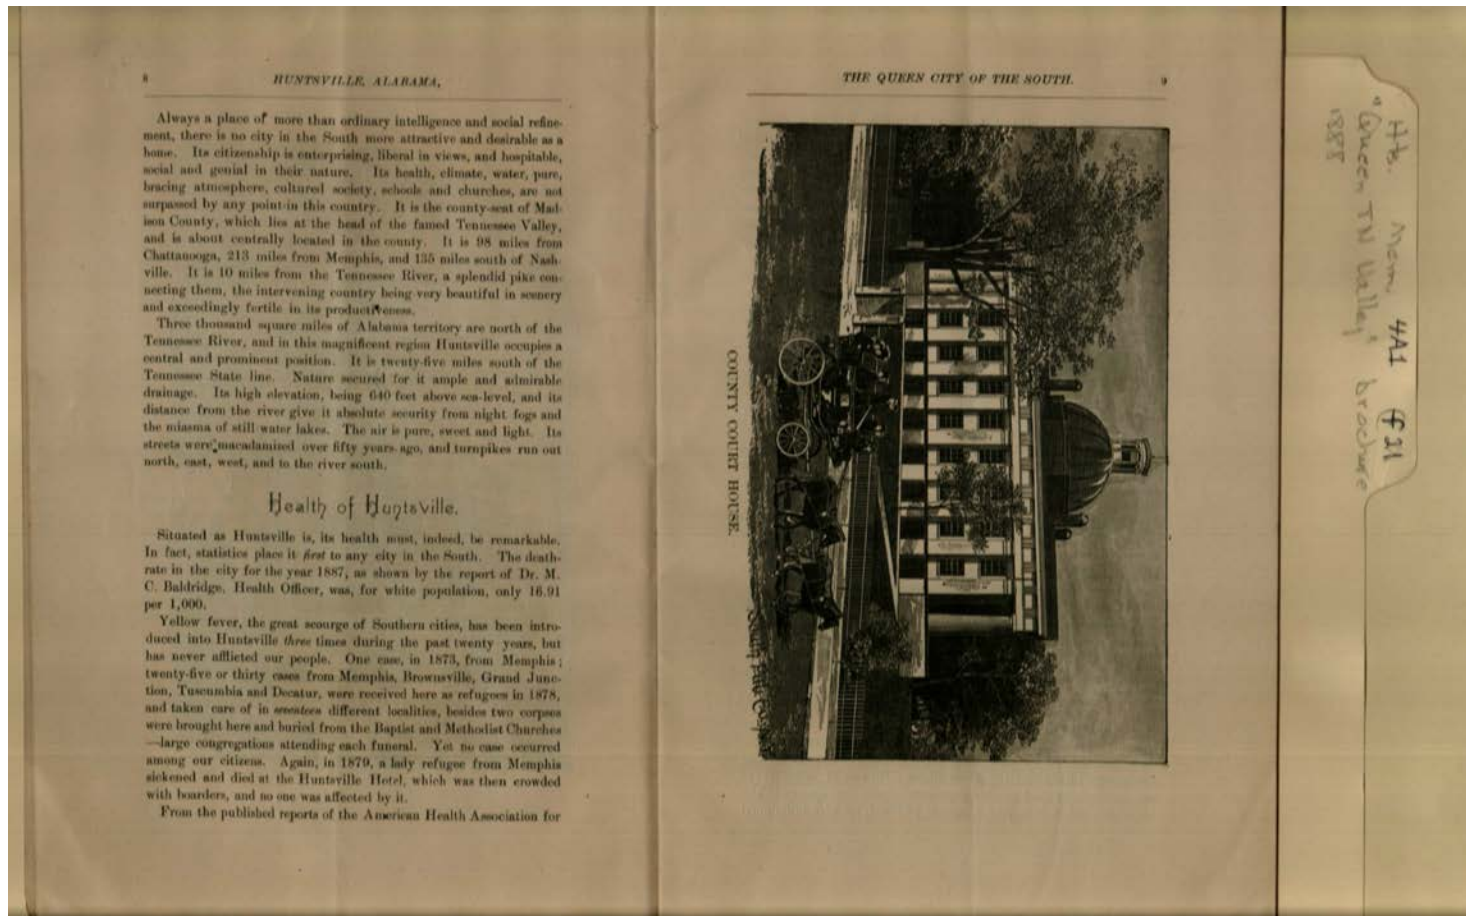 8
HUNTSVILLE, ALABAMA,
Always a place of more than ordinary intelligence and social refine-
ment, there is no city in the South more attractive and desirable as a
home. Its citizenship is enterprising, liberal in views, and hospitable,
social and genial in their nature. Its health, climate, water, pure,
bracing atmosphere, cultured society, schools and churches, are not
surpassed by any point in this country. It is the county-seat of Mad-
ison County, which lies at the head of the famed Tennessee Valley,
and is about centrally located in the county. It is 98 miles from
Chattanooga, 213 miles from Memphis, and 135 miles south of Nash-
ville. It is 10 miles from the Tennessee River, a splendid pike con-
necting them, the intervening country being very beautiful in scenery
and exceedingly fertile in its productiveness.
Three thousand square miles of Alabama territory are north of the
Tennessee River, and in this magnificent region Huntsville occupies a
central and prominent position. It is twenty-five miles south of the
Tennessee State line. Nature secured for it ample and admirable
drainage. Its high elevation, being 640 feet above sea-level, and its
distance from the river give it absolute security from night fogs and
the miasma of still water lakes. The air is pure, sweet and light. Its
streets were macadamized over fifty years ago, and turnpikes run out
north, east, west, and to the river south.
Health of Huntsville.
Situated as Huntsville is, its health must, indeed, be remarkable.
In fact, statistics place it first to any city in the South. The death-
rate in the city for the year 1887, as shown by the report of Dr. M.
C. Baldridge, Health Officer, was, for white population, only 16.91
per 1,000.
Yellow fever, the great scourge of Southern cities, has been intro-
duced into Huntsville three times during the past twenty years, but
has never afflicted our people. One case, in 1873, from Memphis;
twenty-five or thirty cases from Memphis, Brownsville, Grand Junc-
tion, Tuscumbia and Decatur, were received here as refugees in 1878,
and taken care of in seventeen different localities, besides two corpses
were brought here and buried from the Baptist and Methodist Churches
—large congregations attending each funeral. Yet no case occurred
among our citizens. Again, in 1879, a lady refugee from Memphis
sickened and died at the Huntsville Hotel, which was then crowded
with boarders, and no one was affected by it.
From the published reports of the American Health Association for
THE QUEEN CITY OF THE SOUTH.
9
COUNTY COURT HOUSE.
Hts. Mem. 4A1 f21
"Queen TN Valley" brochure
1888